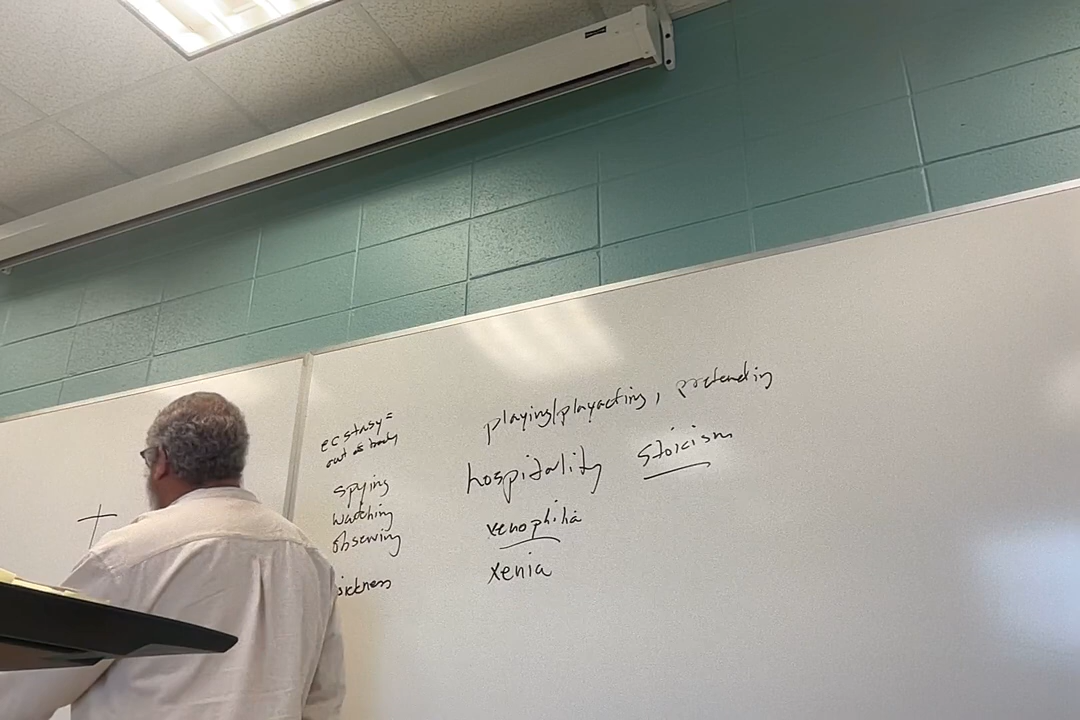 ecstasy =
out of body
spying
watching
observing
sickness
playing/playacting, pretending
hospitality stoicism
xenophilia
xenia